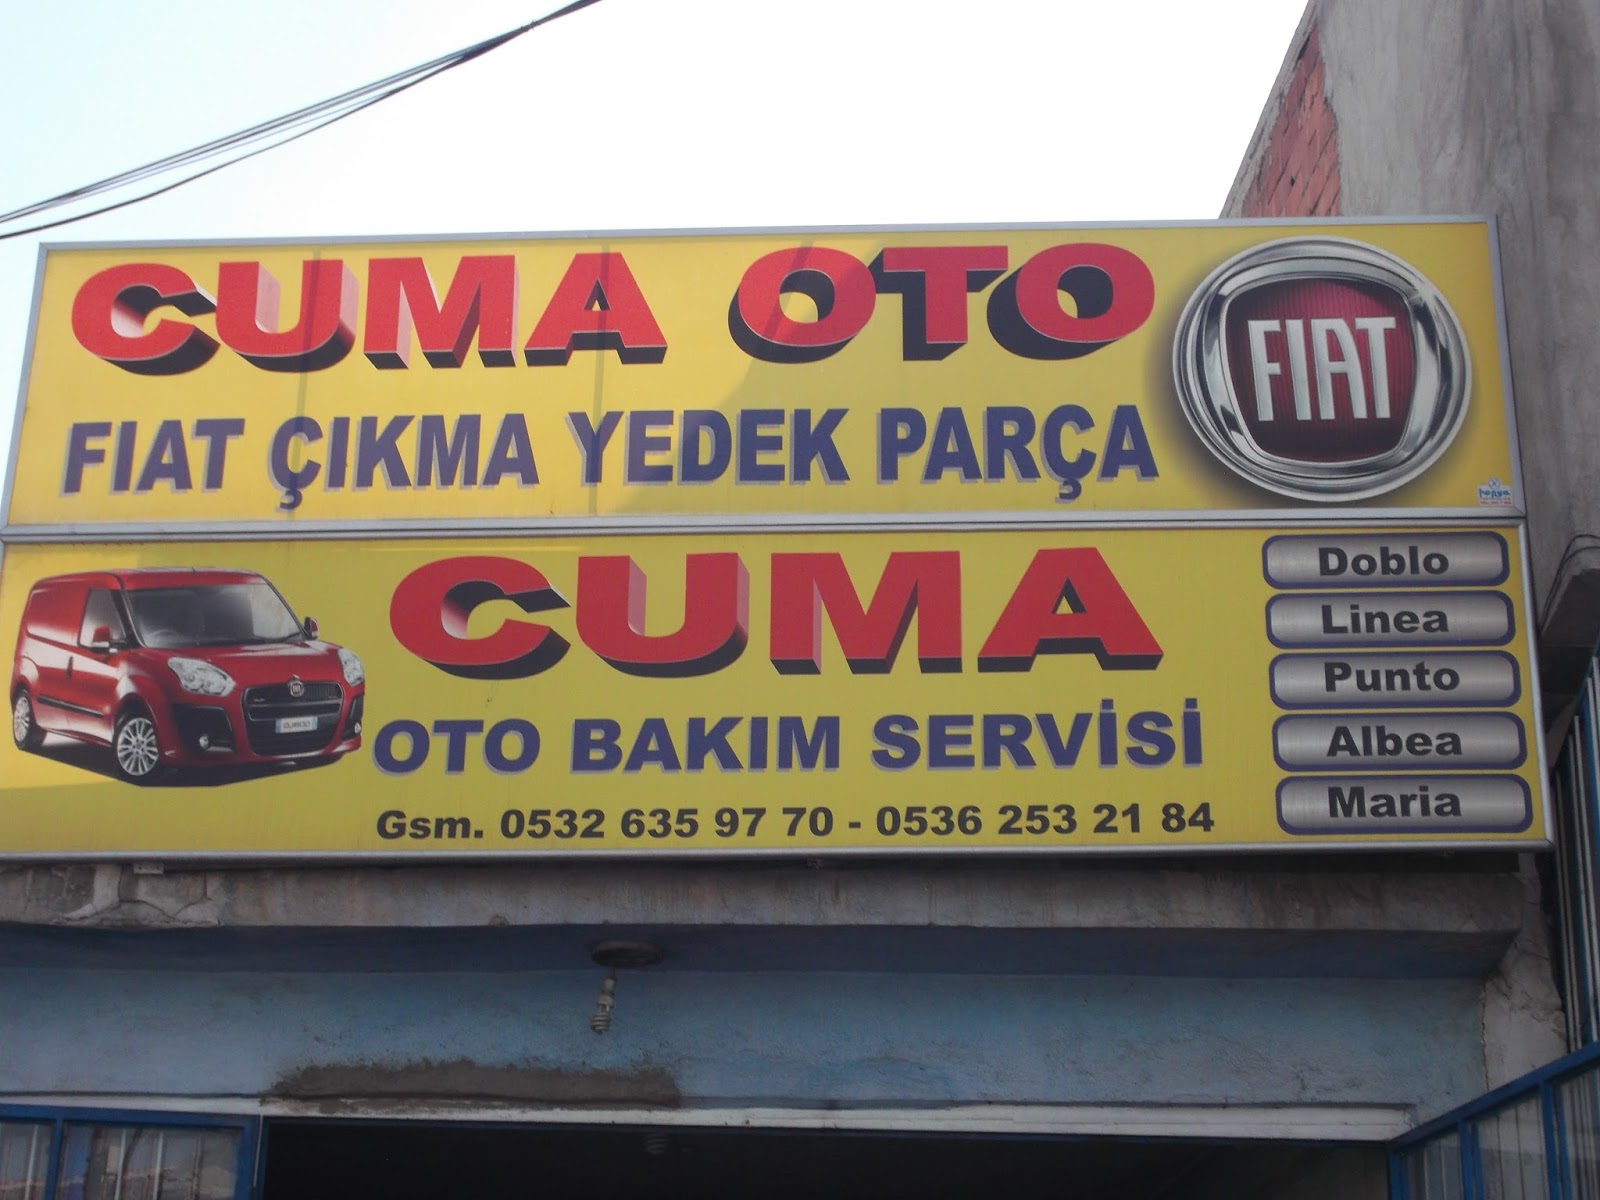 CUMA OTO
FIAT ÇIKMA YEDEK PARÇA
FIAT
CUMA
OTO BAKIM SERVİSİ
Gsm. 0532 635 97 70 - 0536 253 21 84
Doblo
Linea
Punto
Albea
Maria